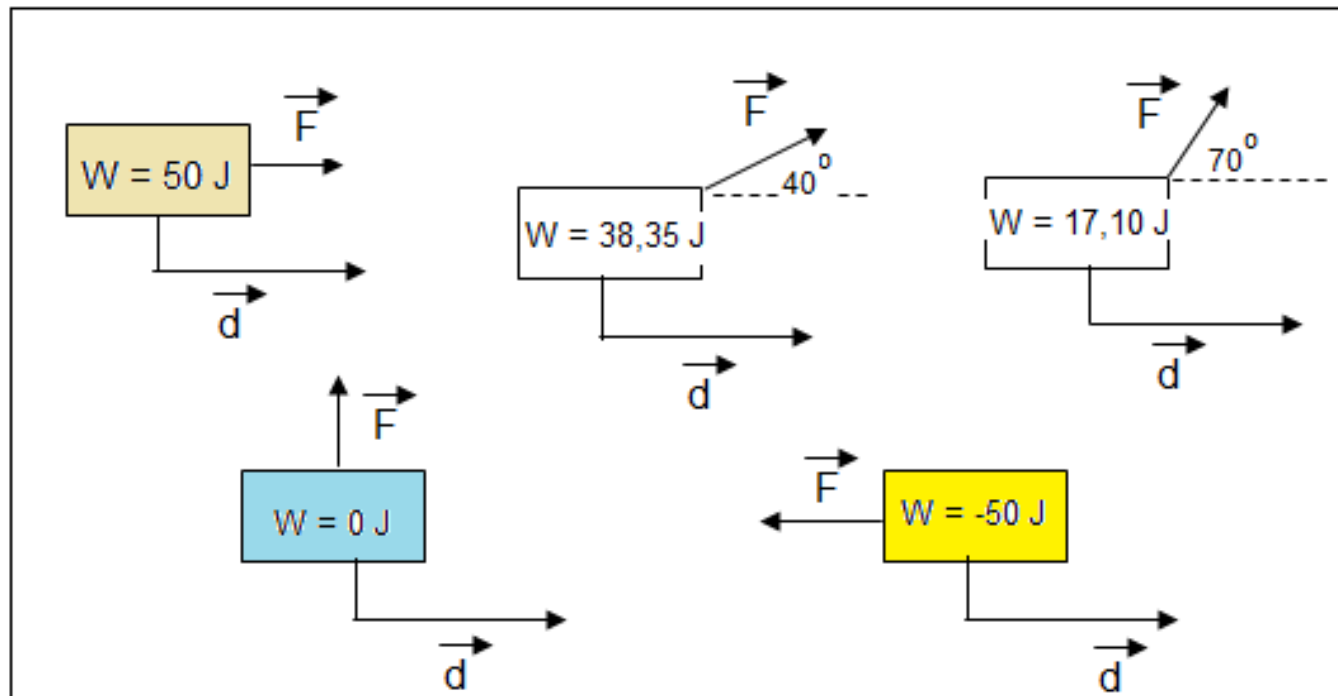 F
W = 50 J
d
F
40°
W = 38,35 J
d
F
70°
W = 17,10 J
d
F
W = 0 J
d
F
W = -50 J
d